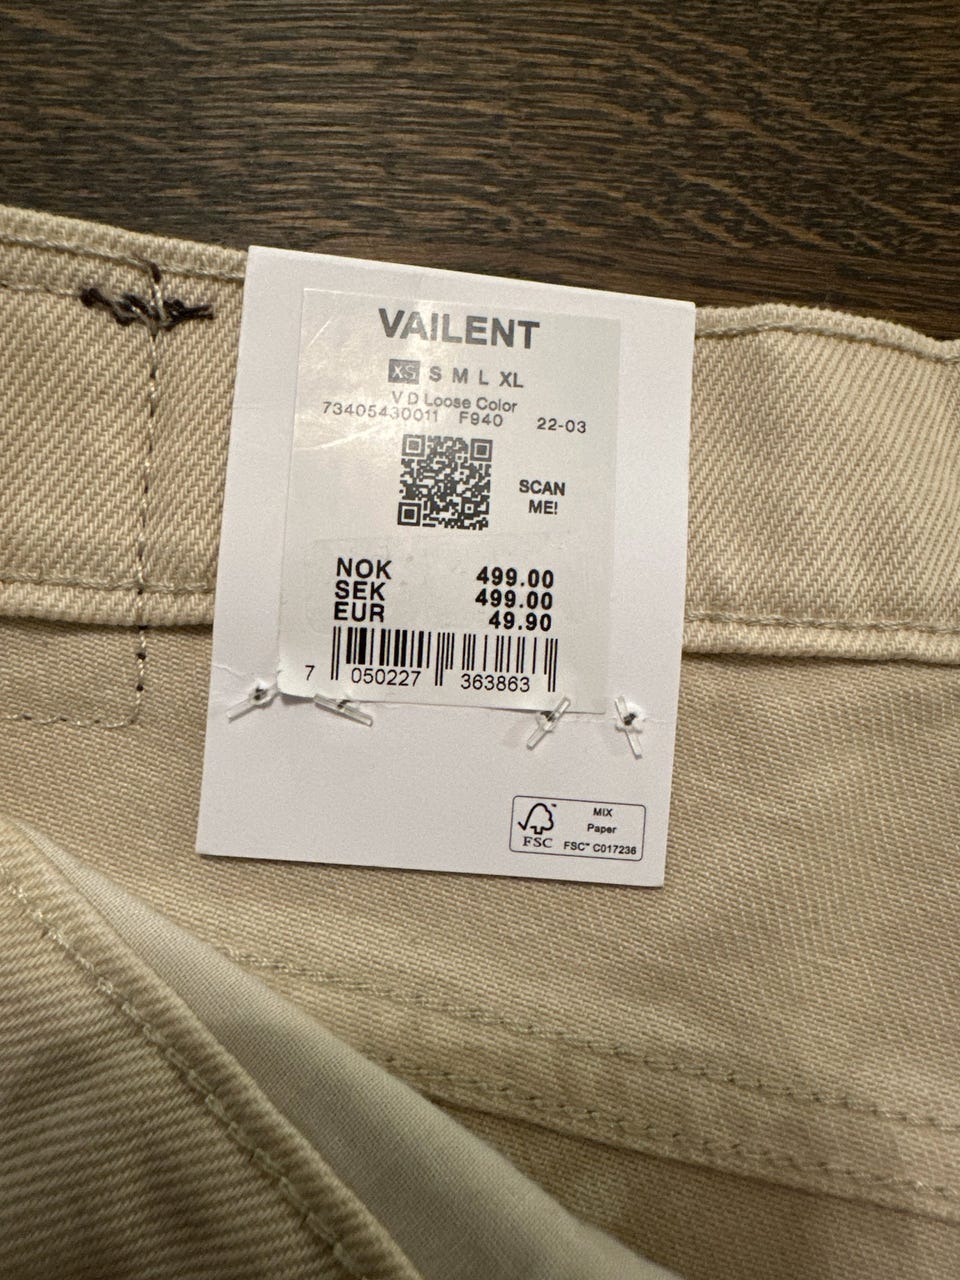 VAILENT
XS S M L XL
V D Loose Color
73405430011 F940 22-03
SCAN
ME!
NOK 499.00
SEK 499.00
EUR 49.90
7 050227 363863
FSC
MIX
Paper
FSC™ C017236